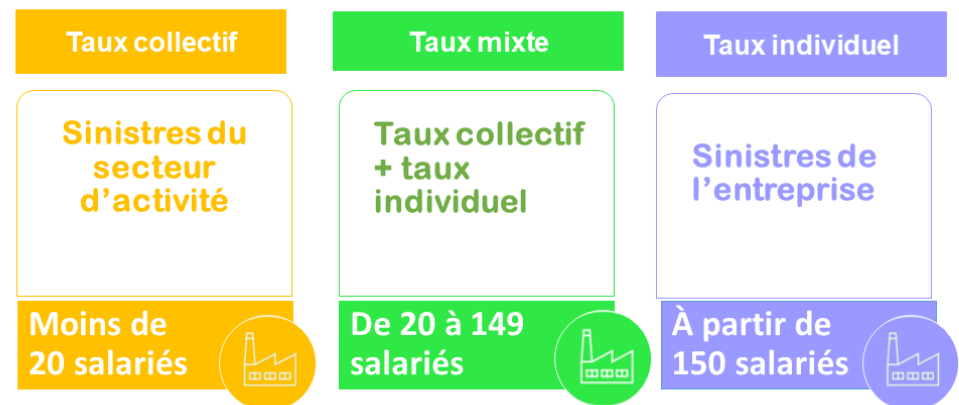 Taux collectif
Sinistres du
secteur
d’activité
Moins de
20 salariés
Taux mixte
Taux collectif
+ taux
individuel
De 20 à 149
salariés
Taux individuel
Sinistres de
l’entreprise
À partir de
150 salariés